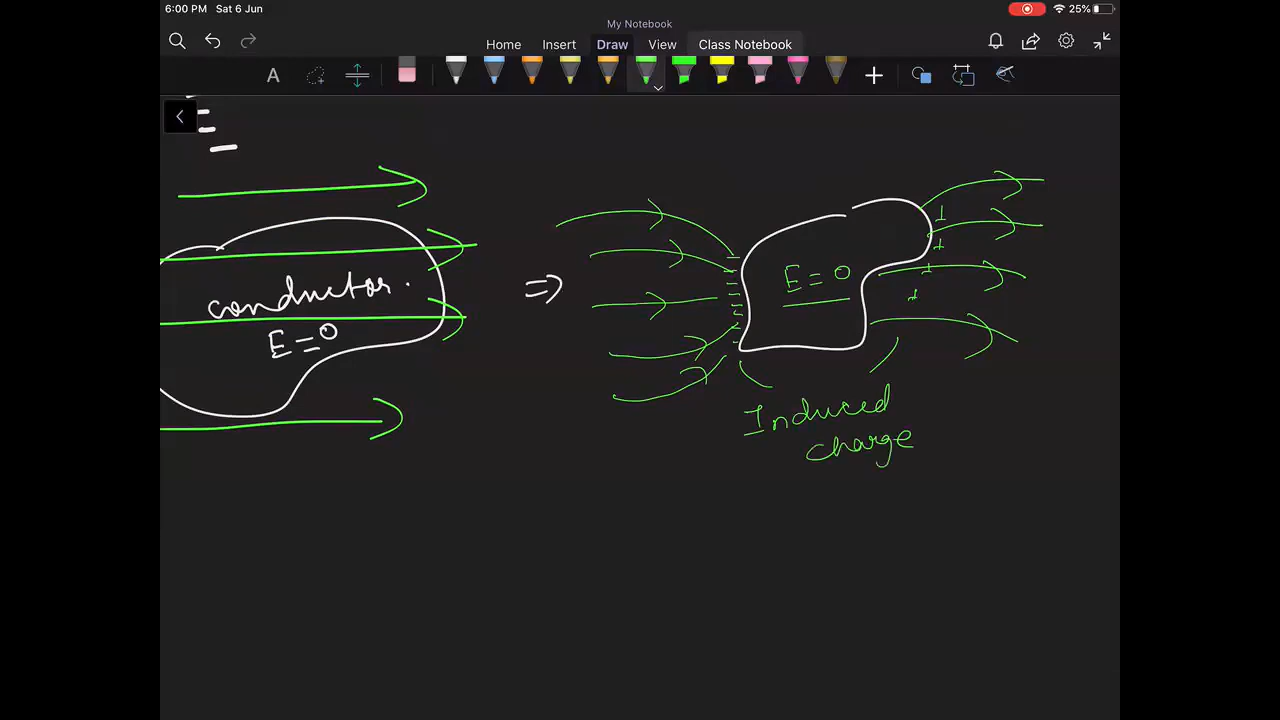 6:00 PM Sat 6 Jun
25%
My Notebook
Home Insert Draw View Class Notebook
A
conductor.
E=0
=>
E=0
Induced
charge